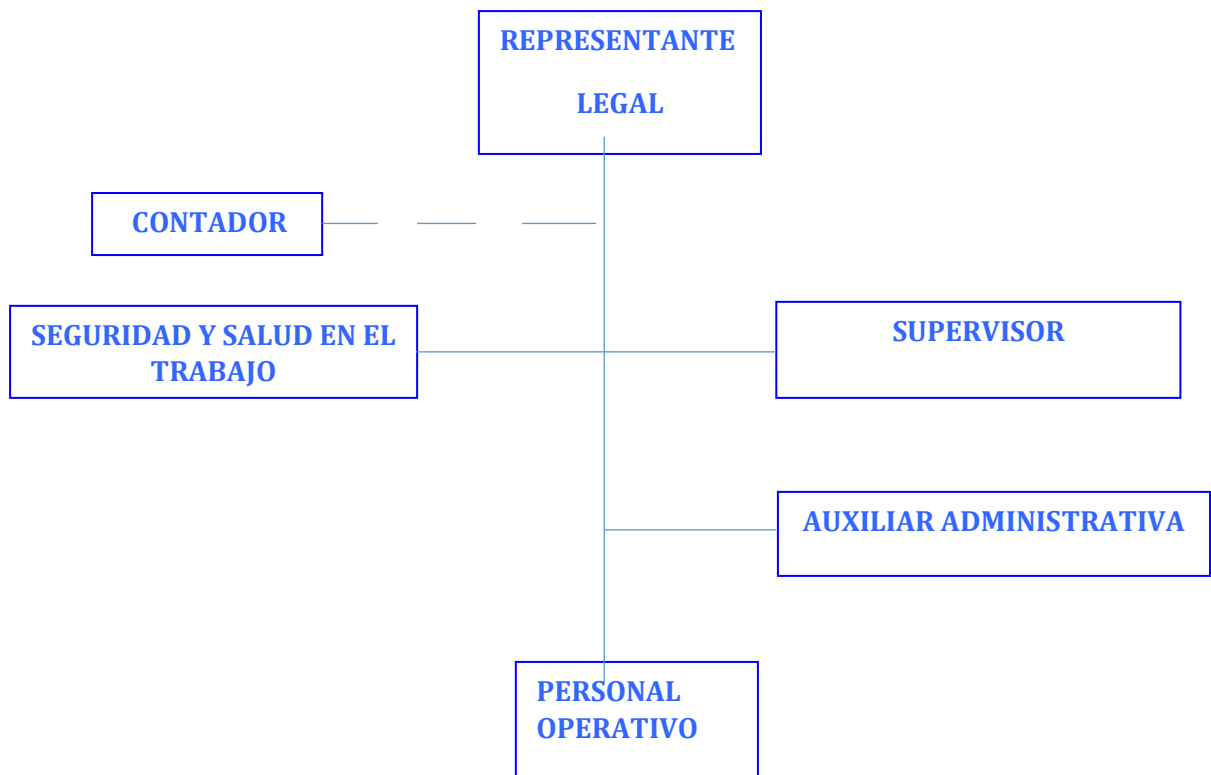 REPRESENTANTE
LEGAL
CONTADOR
SEGURIDAD Y SALUD EN EL
TRABAJO
SUPERVISOR
AUXILIAR ADMINISTRATIVA
PERSONAL
OPERATIVO